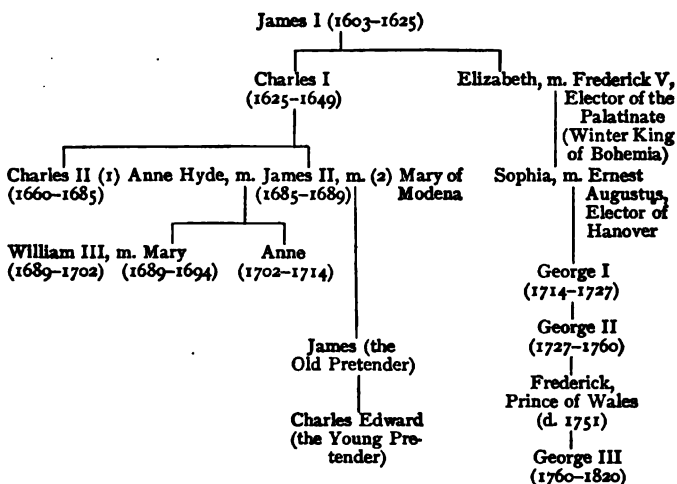 James I (1603–1625)
Charles I
(1625–1649)
Elizabeth, m. Frederick V,
Elector of the
Palatinate
(Winter King
of Bohemia)
Charles II (1) Anne Hyde, m. James II, m. (2) Mary of
(1660–1685) (1685–1689) Modena
Sophia, m. Ernest
Augustus,
Elector of
Hanover
William III, m. Mary Anne
(1689–1702) (1689–1694) (1702–1714)
George I
(1714–1727)
George II
(1727–1760)
James (the
Old Pretender)
Frederick,
Prince of Wales
(d. 1751)
Charles Edward
(the Young Pre-
tender)
George III
(1760–1820)